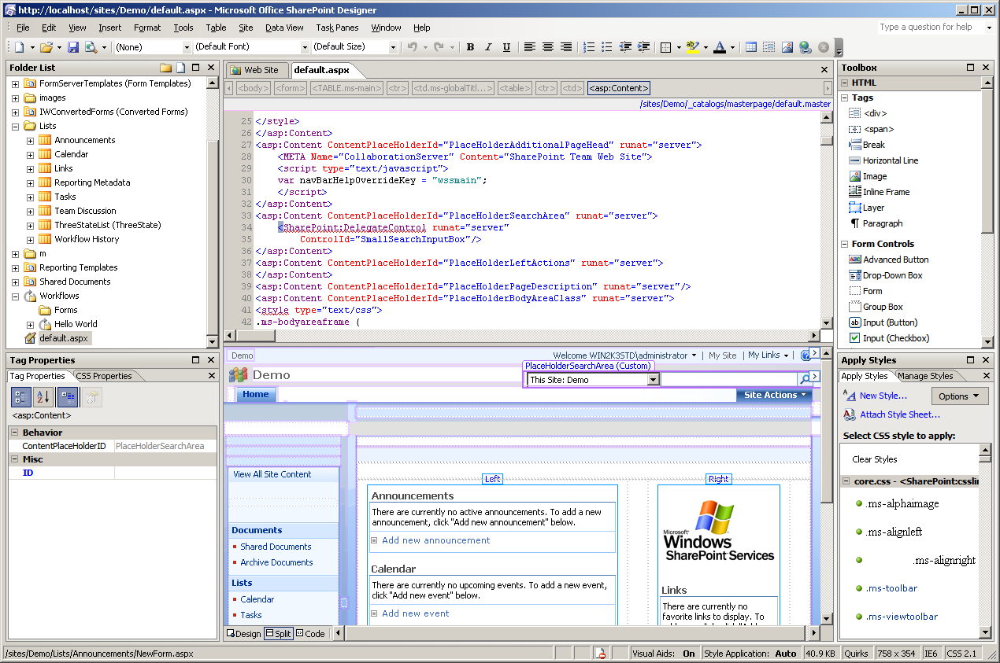 http://localhost/sites/Demo/default.aspx - Microsoft Office SharePoint Designer
File Edit View Insert Format Tools Table Site Data View Task Panes Window Help
Type a question for help
(None) (Default Font) (Default Size) B I U ab A
Folder List
FormServerTemplates (Form Templates)
images
IWConvertedForms (Converted Forms)
Lists
Announcements
Calendar
Links
Reporting Metadata
Tasks
Team Discussion
ThreeStateList (ThreeState)
Workflow History
m
Reporting Templates
Shared Documents
Workflows
Forms
Hello World
default.aspx
Tag Properties
Tag Properties CSS Properties
<asp:Content>
Behavior
ContentPlaceHolderID PlaceHolderSearchArea
Misc
ID
Web Site default.aspx
<body> <form> <TABLE.ms-main> <tr> <td.ms-globalTitl...> <table> <tr> <td> <asp:Content>
/sites/Demo/_catalogs/masterpage/default.master
25 </style>
26 </asp:Content>
27 <asp:Content ContentPlaceHolderId="PlaceHolderAdditionalPageHead" runat="server">
28 <META Name="CollaborationServer" Content="SharePoint Team Web Site">
29 <script type="text/javascript">
30 var navBarHelpOverrideKey = "wssmain";
31 </script>
32 </asp:Content>
33 <asp:Content ContentPlaceHolderId="PlaceHolderSearchArea" runat="server">
34 <SharePoint:DelegateControl runat="server"
35 ControlId="SmallSearchInputBox"/>
36 </asp:Content>
37 <asp:Content ContentPlaceHolderId="PlaceHolderLeftActions" runat="server">
38 </asp:Content>
39 <asp:Content ContentPlaceHolderId="PlaceHolderPageDescription" runat="server"/>
40 <asp:Content ContentPlaceHolderId="PlaceHolderBodyAreaClass" runat="server">
41 <style type="text/css">
42 .ms-bodyareaframe {
Demo
Welcome WIN2K3STD\administrator My Site My Links
PlaceHolderSearchArea (Custom)
Demo
This Site: Demo
Home
Site Actions
View All Site Content
Documents
Shared Documents
Archive Documents
Lists
Calendar
Tasks
Left
Announcements
There are currently no active announcements. To add a new
announcement, click "Add new announcement" below.
Add new announcement
Calendar
There are currently no upcoming events. To add a new event,
click "Add new event" below.
Add new event
Right
Microsoft
Windows
SharePoint Services
Links
There are currently no
favorite links to display. To
Design Split Code
Toolbox
HTML
Tags
<div>
<span>
Break
Horizontal Line
Image
Inline Frame
Layer
Paragraph
Form Controls
Advanced Button
Drop-Down Box
Form
Group Box
Input (Button)
Input (Checkbox)
Apply Styles
Apply Styles Manage Styles
New Style...
Options
Attach Style Sheet...
Select CSS style to apply:
Clear Styles
core.css - <SharePoint:cssli
.ms-alphaimage
.ms-alignleft
.ms-alignright
.ms-toolbar
.ms-viewtoolbar
/sites/Demo/Lists/Announcements/NewForm.aspx
Visual Aids: On Style Application: Auto 40.9 KB Quirks 758 x 354 IE6 CSS 2.1